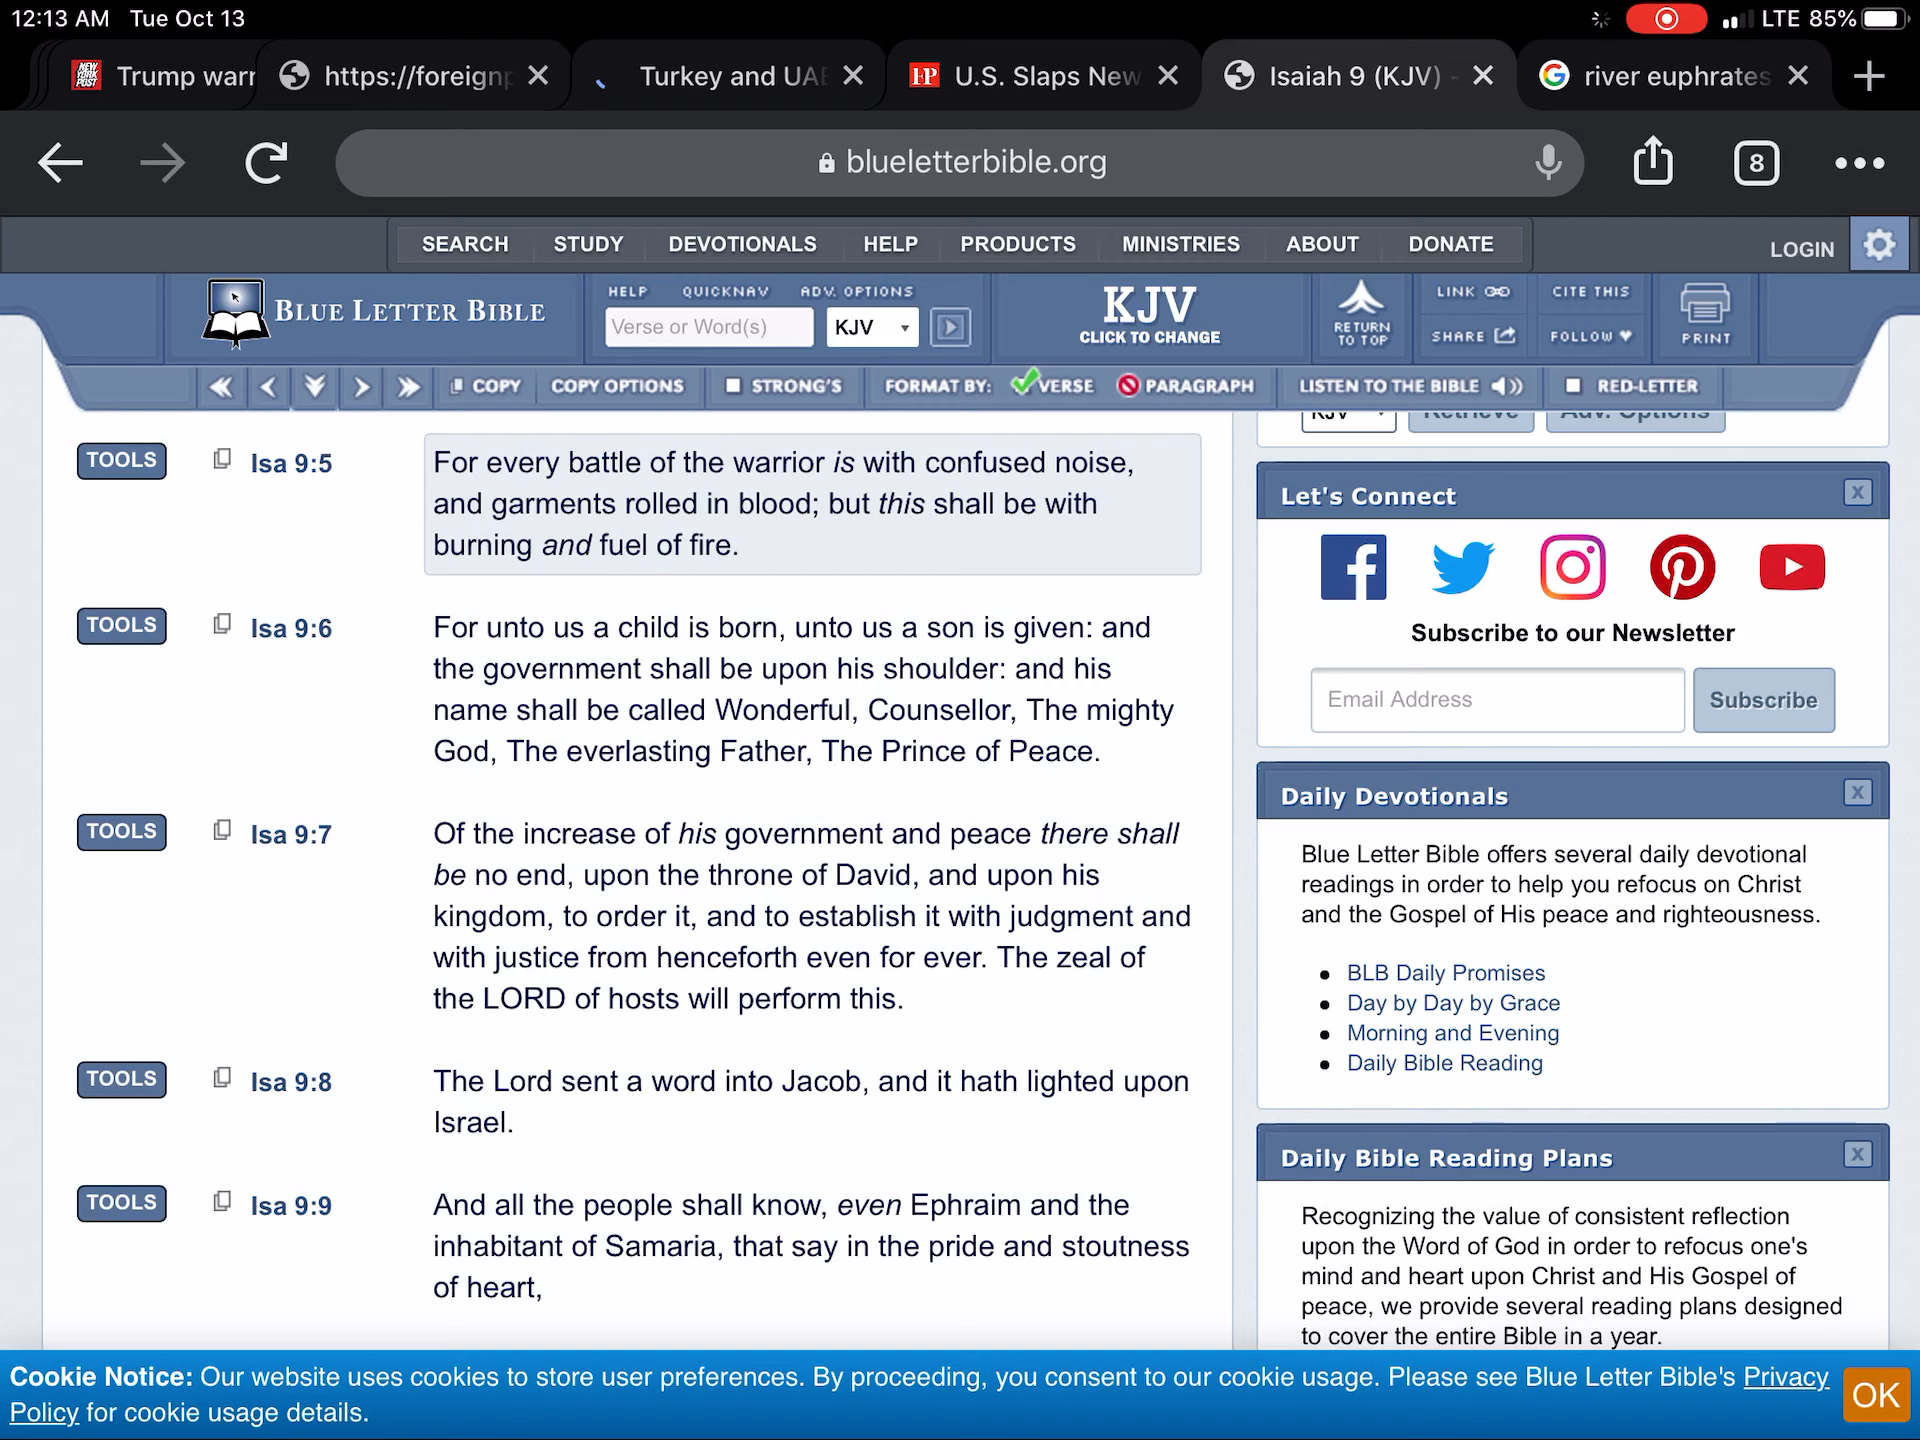 12:13 AM Tue Oct 13
LTE 85%
NEW YORK POST Trump warr
https://foreignp
Turkey and UAE
FP U.S. Slaps New
Isaiah 9 (KJV) -
river euphrates
blueletterbible.org
8
SEARCH STUDY DEVOTIONALS HELP PRODUCTS MINISTRIES ABOUT DONATE
LOGIN
BLUE LETTER BIBLE
HELP QUICKNAV ADV. OPTIONS
Verse or Word(s) KJV
KJV
CLICK TO CHANGE
RETURN
TO TOP
LINK CITE THIS
SHARE FOLLOW
PRINT
COPY COPY OPTIONS STRONG'S FORMAT BY: VERSE PARAGRAPH LISTEN TO THE BIBLE RED-LETTER
TOOLS Isa 9:5
For every battle of the warrior is with confused noise,
and garments rolled in blood; but this shall be with
burning and fuel of fire.
TOOLS Isa 9:6
For unto us a child is born, unto us a son is given: and
the government shall be upon his shoulder: and his
name shall be called Wonderful, Counsellor, The mighty
God, The everlasting Father, The Prince of Peace.
TOOLS Isa 9:7
Of the increase of his government and peace there shall
be no end, upon the throne of David, and upon his
kingdom, to order it, and to establish it with judgment and
with justice from henceforth even for ever. The zeal of
the LORD of hosts will perform this.
TOOLS Isa 9:8
The Lord sent a word into Jacob, and it hath lighted upon
Israel.
TOOLS Isa 9:9
And all the people shall know, even Ephraim and the
inhabitant of Samaria, that say in the pride and stoutness
of heart,
KJV Retrieve Adv. Options
Let's Connect X
Subscribe to our Newsletter
Email Address Subscribe
Daily Devotionals X
Blue Letter Bible offers several daily devotional
readings in order to help you refocus on Christ
and the Gospel of His peace and righteousness.
BLB Daily Promises
Day by Day by Grace
Morning and Evening
Daily Bible Reading
Daily Bible Reading Plans X
Recognizing the value of consistent reflection
upon the Word of God in order to refocus one's
mind and heart upon Christ and His Gospel of
peace, we provide several reading plans designed
to cover the entire Bible in a year.
Cookie Notice: Our website uses cookies to store user preferences. By proceeding, you consent to our cookie usage. Please see Blue Letter Bible's Privacy
Policy for cookie usage details.
OK